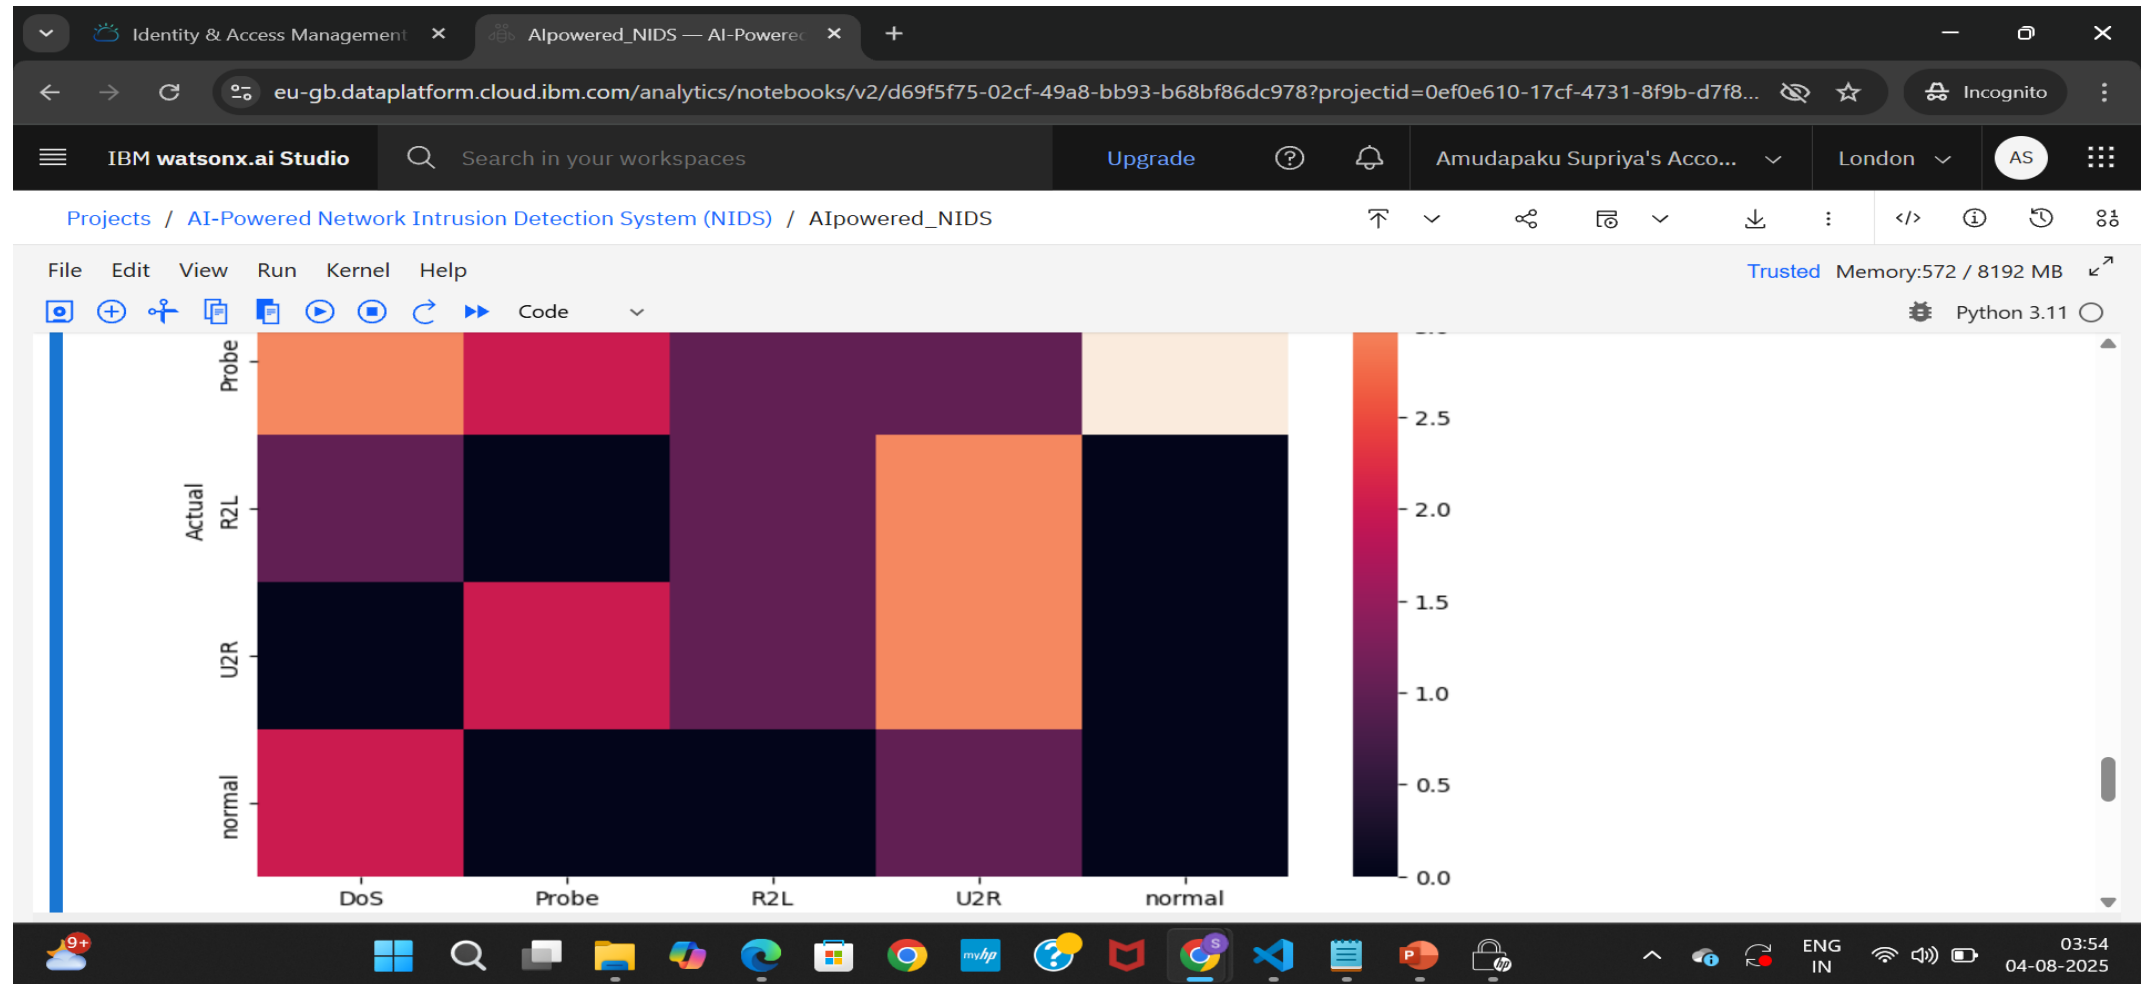 Identity & Access Management
AIpowered_NIDS — AI-Powered
eu-gb.dataplatform.cloud.ibm.com/analytics/notebooks/v2/d69f5f75-02cf-49a8-bb93-b68bf86dc978?projectid=0ef0e610-17cf-4731-8f9b-d7f8...
Incognito
IBM watsonx.ai Studio
Search in your workspaces
Upgrade
Amudapaku Supriya's Acco...
London
AS
Projects / AI-Powered Network Intrusion Detection System (NIDS) / AIpowered_NIDS
File Edit View Run Kernel Help
Trusted Memory:572 / 8192 MB
Code
Python 3.11
Probe
R2L
U2R
normal
Actual
2.5
2.0
1.5
1.0
0.5
0.0
DoS Probe R2L U2R normal
9+
myhp
S
P
hp
ENG
IN
03:54
04-08-2025